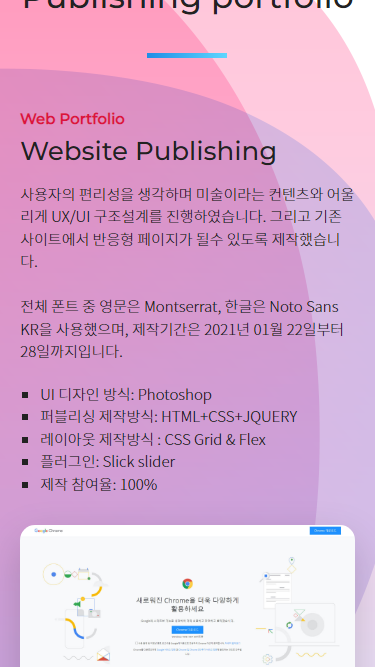 Publishing portfolio
Web Portfolio
Website Publishing
사용자의 편리성을 생각하며 미술이라는 컨텐츠와 어울
리게 UX/UI 구조설계를 진행하였습니다. 그리고 기존
사이트에서 반응형 페이지가 될수 있도록 제작했습니
다.
전체 폰트 중 영문은 Montserrat, 한글은 Noto Sans
KR을 사용했으며, 제작기간은 2021년 01월 22일부터
28일까지입니다.
UI 디자인 방식: Photoshop
퍼블리싱 제작방식: HTML+CSS+JQUERY
레이아웃 제작방식 : CSS Grid & Flex
플러그인: Slick slider
제작 참여율: 100%
Google Chrome
새로워진 Chrome을 더욱 다양하게
활용하세요